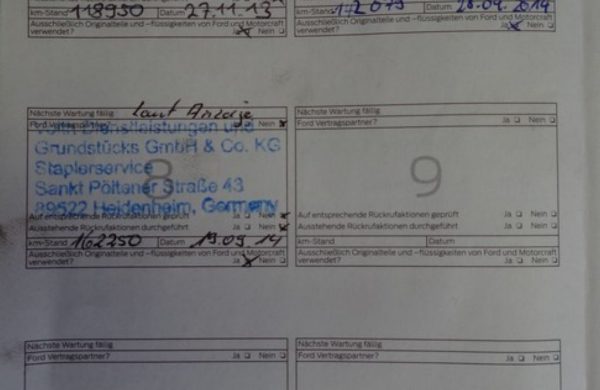 km-Stand 118950 Datum 27.11.13
Ausschließlich Originalteile und –flüssigkeiten von Ford und Motorcraft
verwendet? Ja Nein
km-Stand Datum 28.04.2014
Ausschließlich Originalteile und –flüssigkeiten von Ford und Motorcraft
verwendet? Ja Nein
Nächste Wartung fällig Laut Anzeige
Ford Vertragspartner? Ja Nein
8
Voith Dienstleistungen und
Grundstücks GmbH & Co. KG
Staplerservice
Sankt Pöltener Straße 43
89522 Heidenheim, Germany
Auf entsprechende Rückrufaktionen geprüft Ja Nein
Ausstehende Rückrufaktionen durchgeführt Ja Nein
km-Stand 162250 Datum 19.09.14
Ausschließlich Originalteile und –flüssigkeiten von Ford und Motorcraft
verwendet? Ja Nein
Nächste Wartung fällig
Ford Vertragspartner? Ja Nein
9
Auf entsprechende Rückrufaktionen geprüft Ja Nein
Ausstehende Rückrufaktionen durchgeführt Ja Nein
km-Stand Datum
Ausschließlich Originalteile und –flüssigkeiten von Ford und Motorcraft
verwendet? Ja Nein
Nächste Wartung fällig
Ford Vertragspartner? Ja Nein
Nächste Wartung fällig
Ford Vertragspartner? Ja Nein